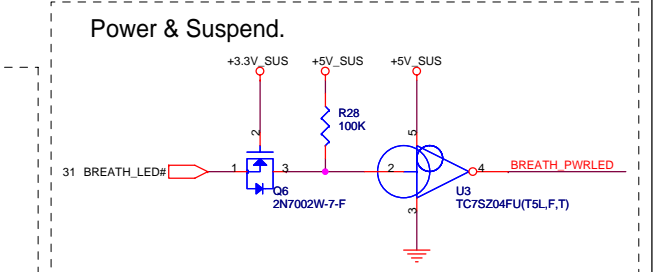 Power & Suspend.
+3.3V_SUS +5V_SUS +5V_SUS
R28
100K
2 5
31 BREATH_LED# 1 3 2 4 BREATH_PWRLED
Q6
2N7002W-7-F
U3
TC7SZ04FU(T5L,F,T)
3